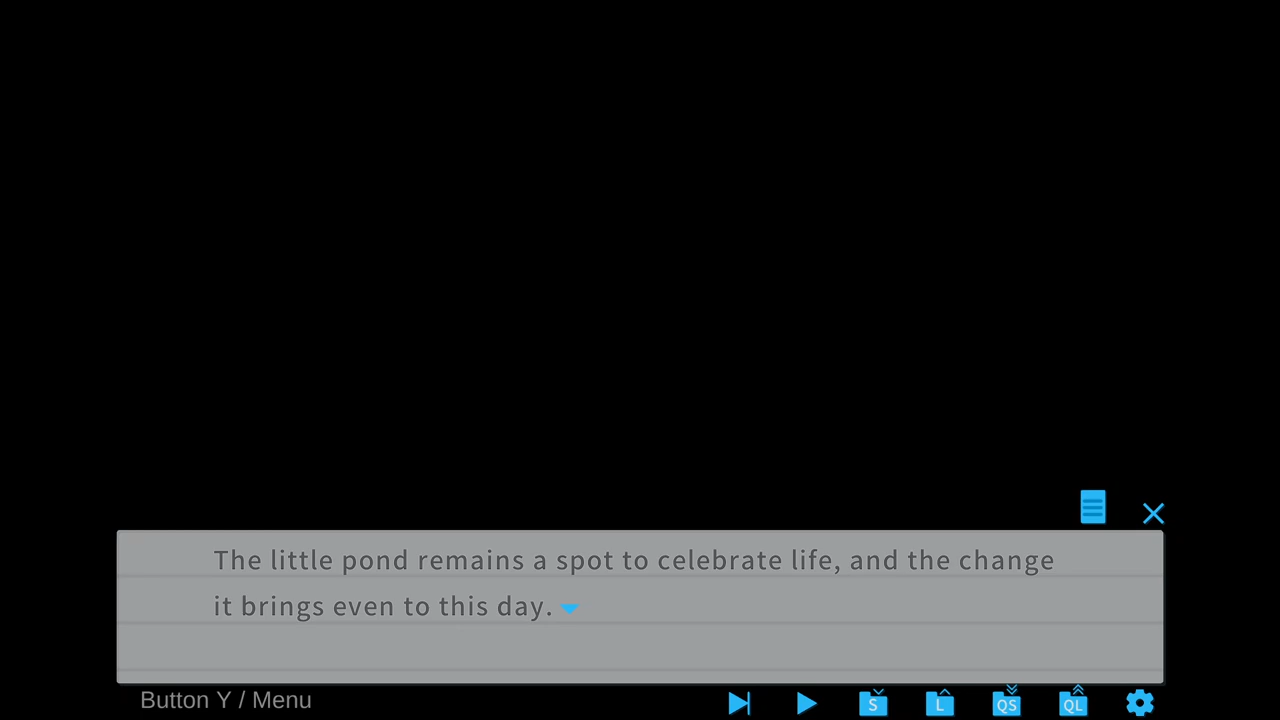 The little pond remains a spot to celebrate life, and the change
it brings even to this day.
Button Y / Menu
S
L
QS
QL